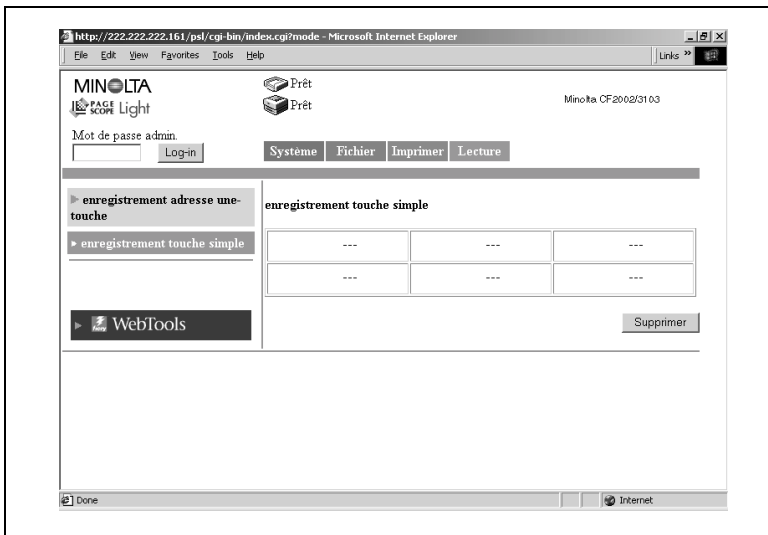 http://222.222.222.161/psl/cgi-bin/index.cgi?mode - Microsoft Internet Explorer
File Edit View Favorites Tools Help
Links »
MINOLTA
PAGE SCOPE Light
Prêt
Prêt
Minolta CF2002/3103
Mot de passe admin.
Log-in
Système Fichier Imprimer Lecture
enregistrement adresse une-
touche
enregistrement touche simple
enregistrement touche simple
--- --- ---
--- --- ---
WebTools
Supprimer
Done
Internet